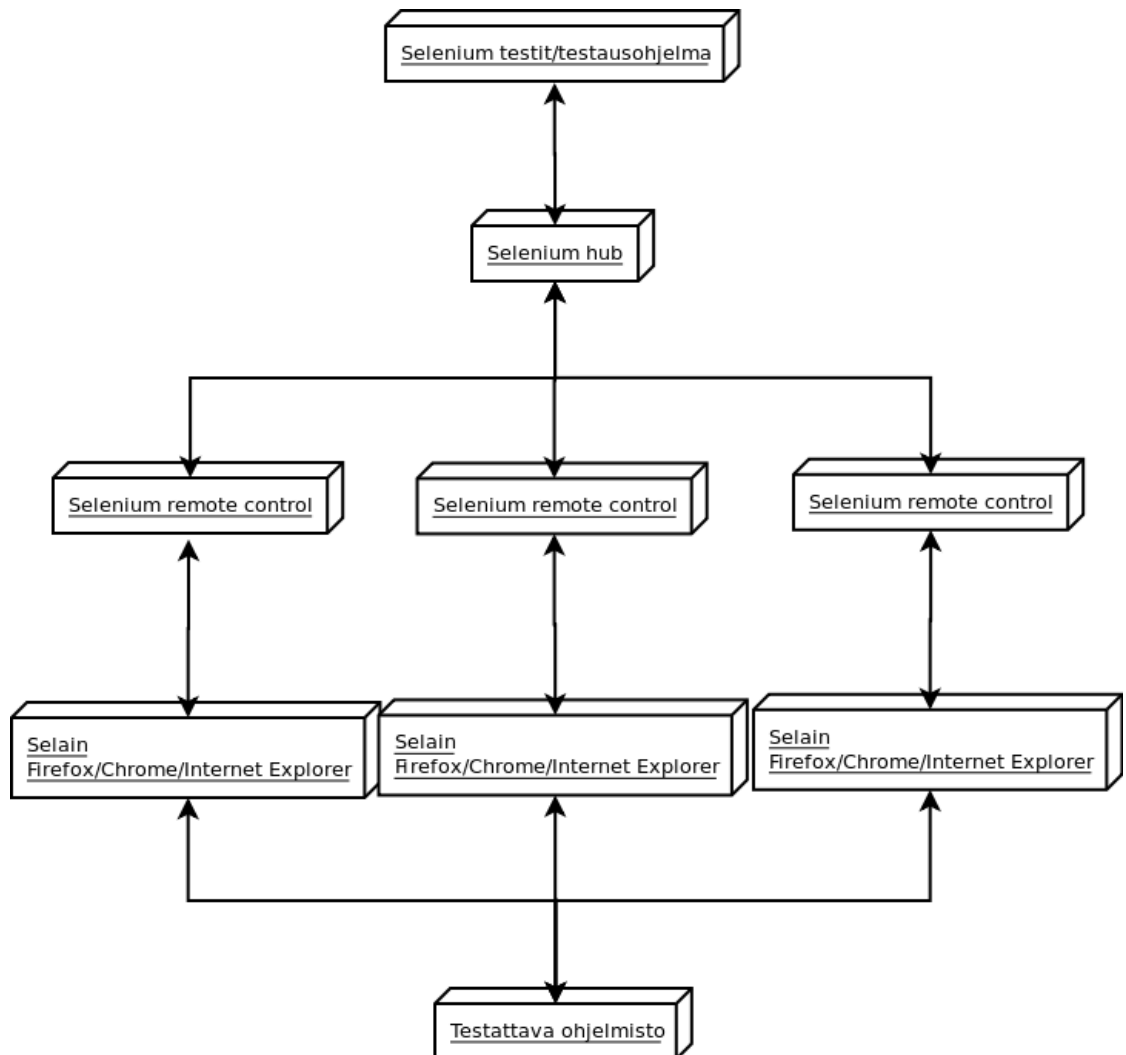 Selenium testit/testausohjelma
Selenium hub
Selenium remote control
Selenium remote control
Selenium remote control
Selain
Firefox/Chrome/Internet Explorer
Selain
Firefox/Chrome/Internet Explorer
Selain
Firefox/Chrome/Internet Explorer
Testattava ohjelmisto